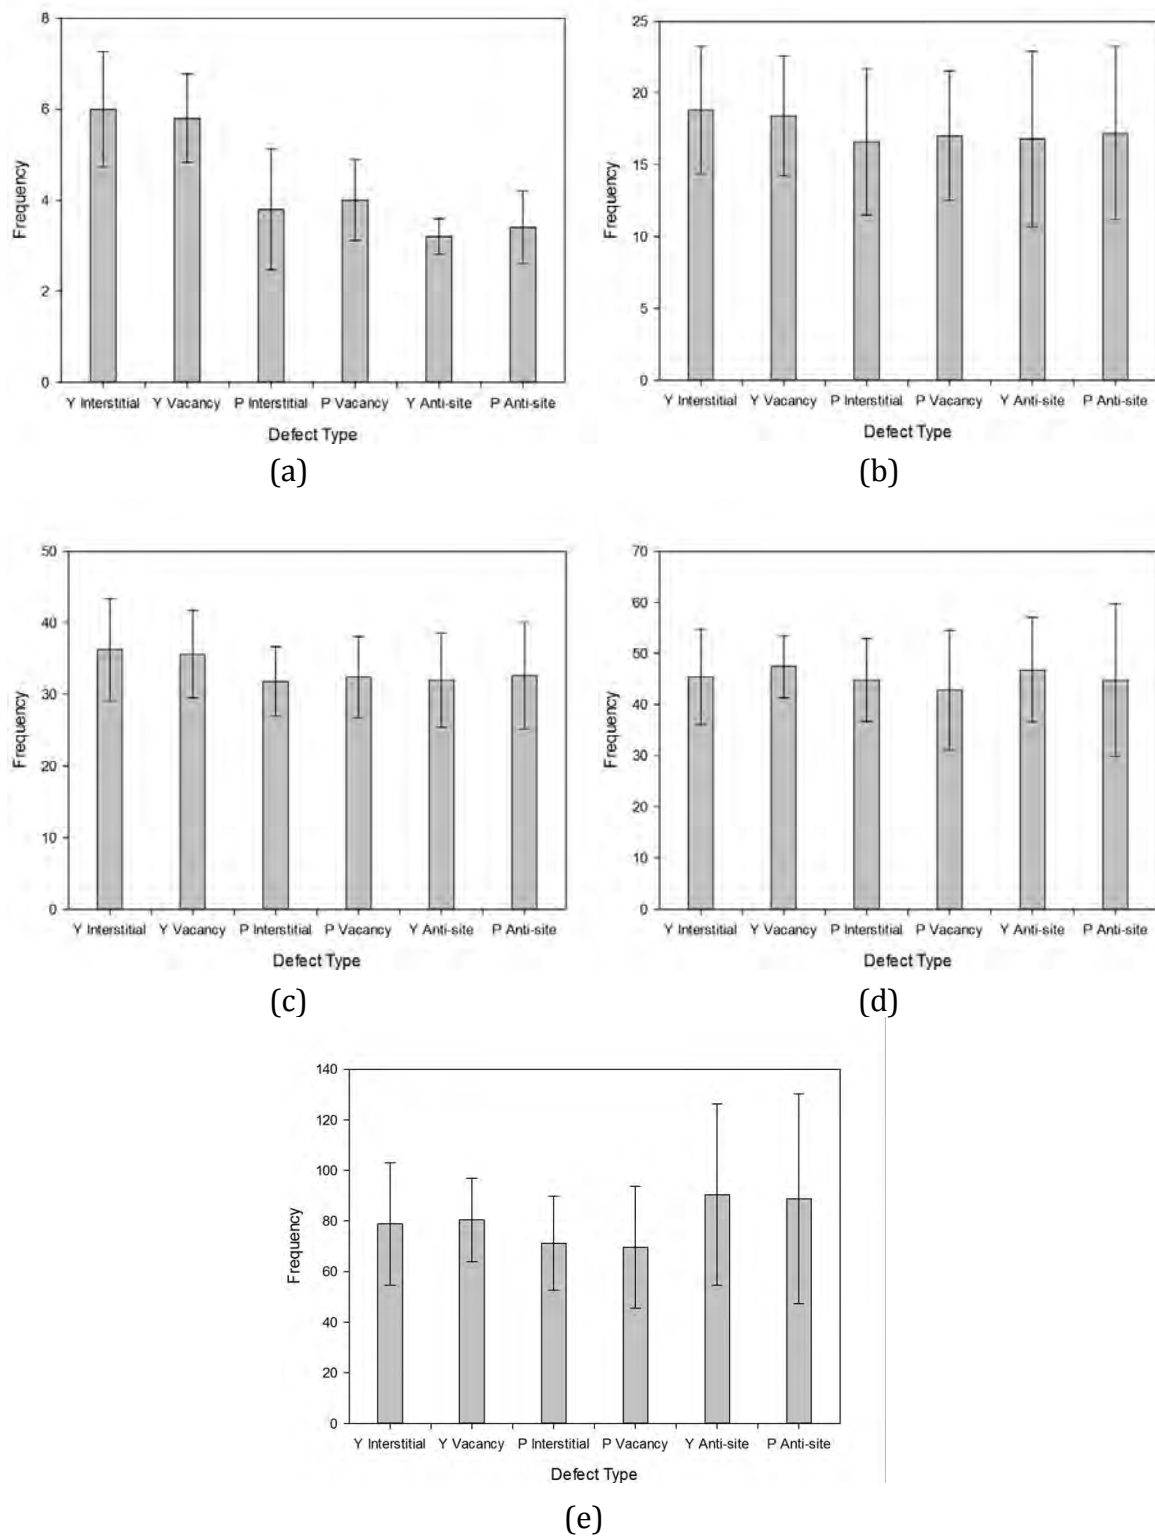 8
6
4
2
0
Frequency
Y Interstitial Y Vacancy P Interstitial P Vacancy Y Anti-site P Anti-site
Defect Type
(a)
25
20
15
10
5
0
Frequency
Y Interstitial Y Vacancy P Interstitial P Vacancy Y Anti-site P Anti-site
Defect Type
(b)
50
40
30
20
10
0
Frequency
Y Interstitial Y Vacancy P Interstitial P Vacancy Y Anti-site P Anti-site
Defect Type
(c)
70
60
50
40
30
20
10
0
Frequency
Y Interstitial Y Vacancy P Interstitial P Vacancy Y Anti-site P Anti-site
Defect Type
(d)
140
120
100
80
60
40
20
0
Frequency
Y Interstitial Y Vacancy P Interstitial P Vacancy Y Anti-site P Anti-site
Defect Type
(e)